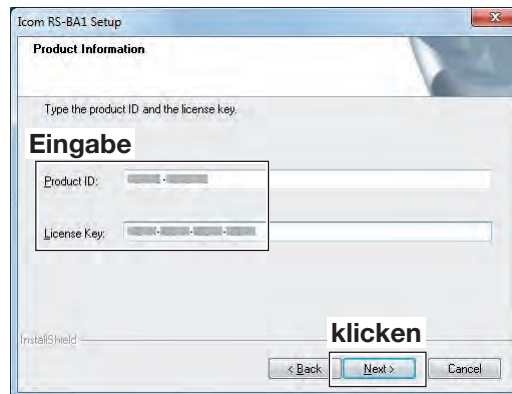 Icom RS-BA1 Setup
Product Information
Type the product ID and the license key.
Eingabe
Product ID:
License Key:
InstallShield
klicken
< Back
Next >
Cancel